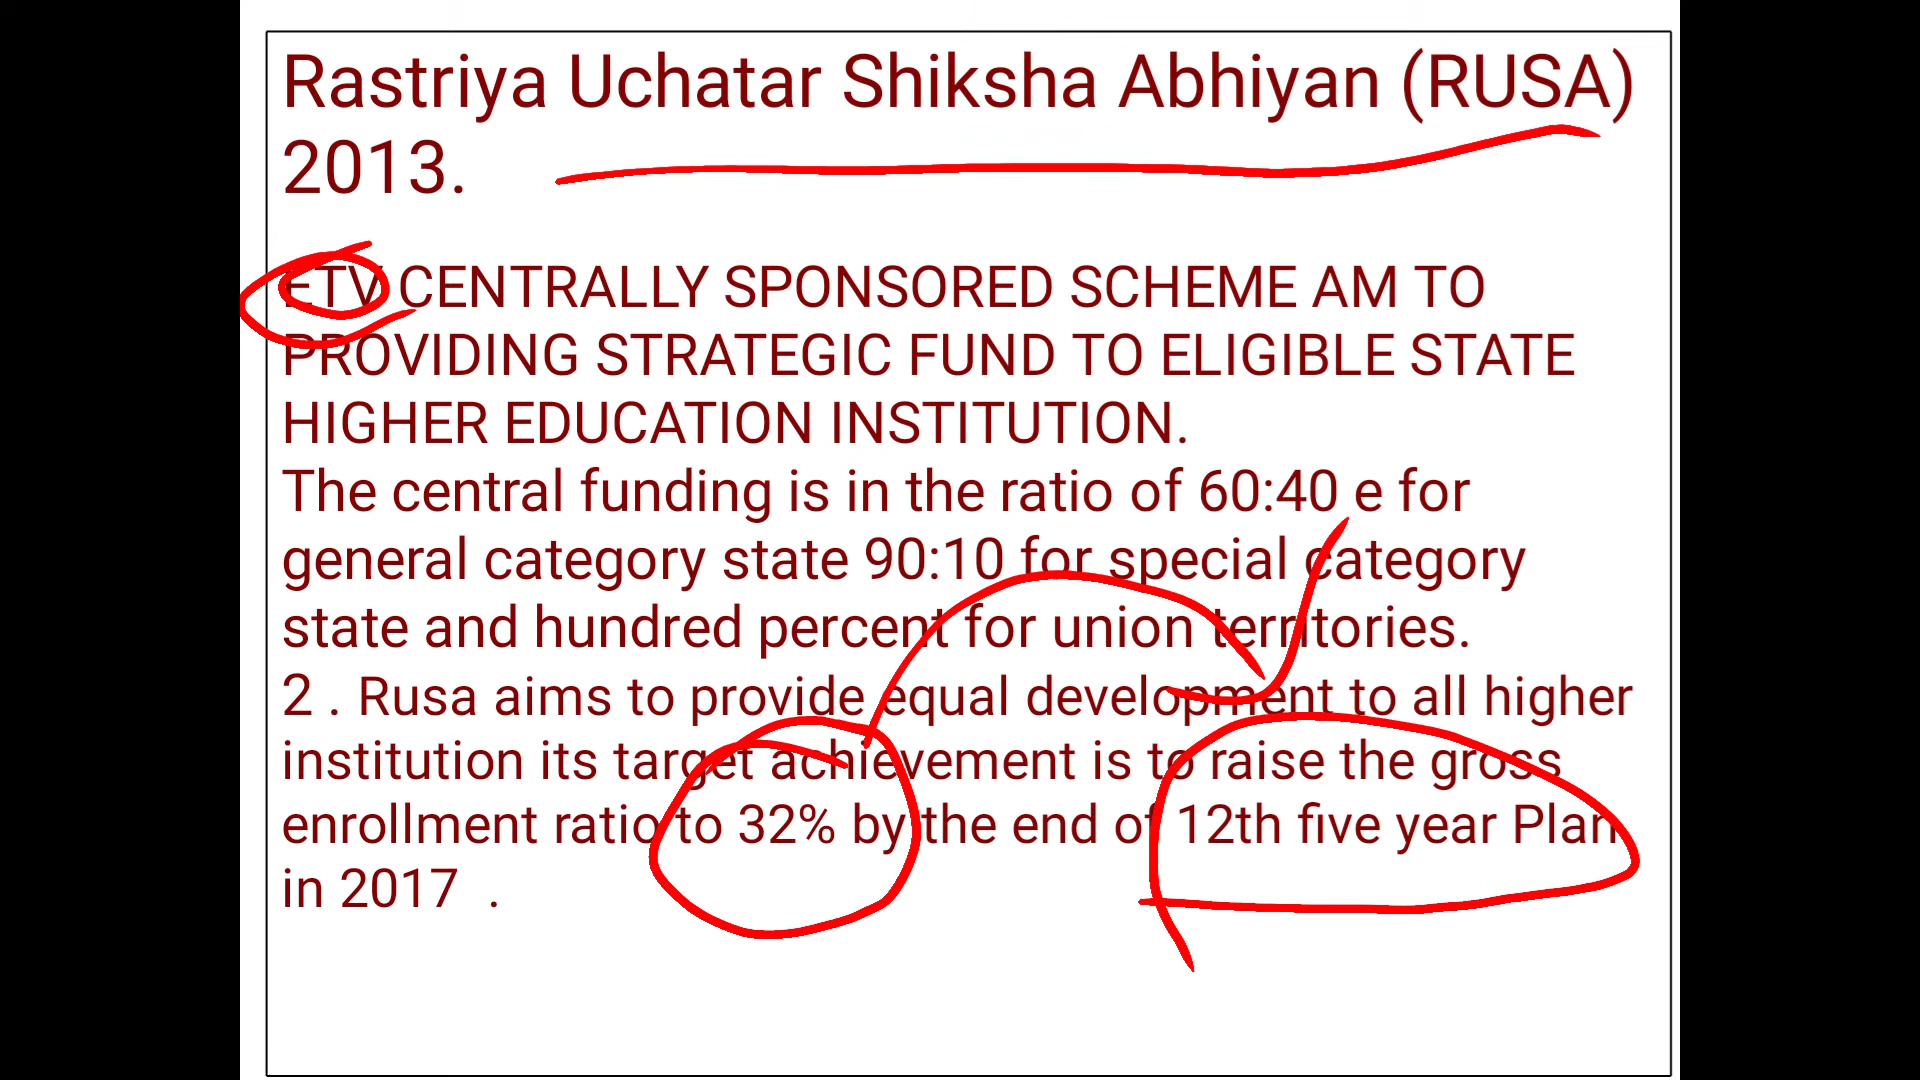 Rastriya Uchatar Shiksha Abhiyan (RUSA)
2013.
ETV CENTRALLY SPONSORED SCHEME AM TO
PROVIDING STRATEGIC FUND TO ELIGIBLE STATE
HIGHER EDUCATION INSTITUTION.
The central funding is in the ratio of 60:40 e for
general category state 90:10 for special category
state and hundred percent for union territories.
2 . Rusa aims to provide equal development to all higher
institution its target achievement is to raise the gross
enrollment ratio to 32% by the end of 12th five year Plan
in 2017 .